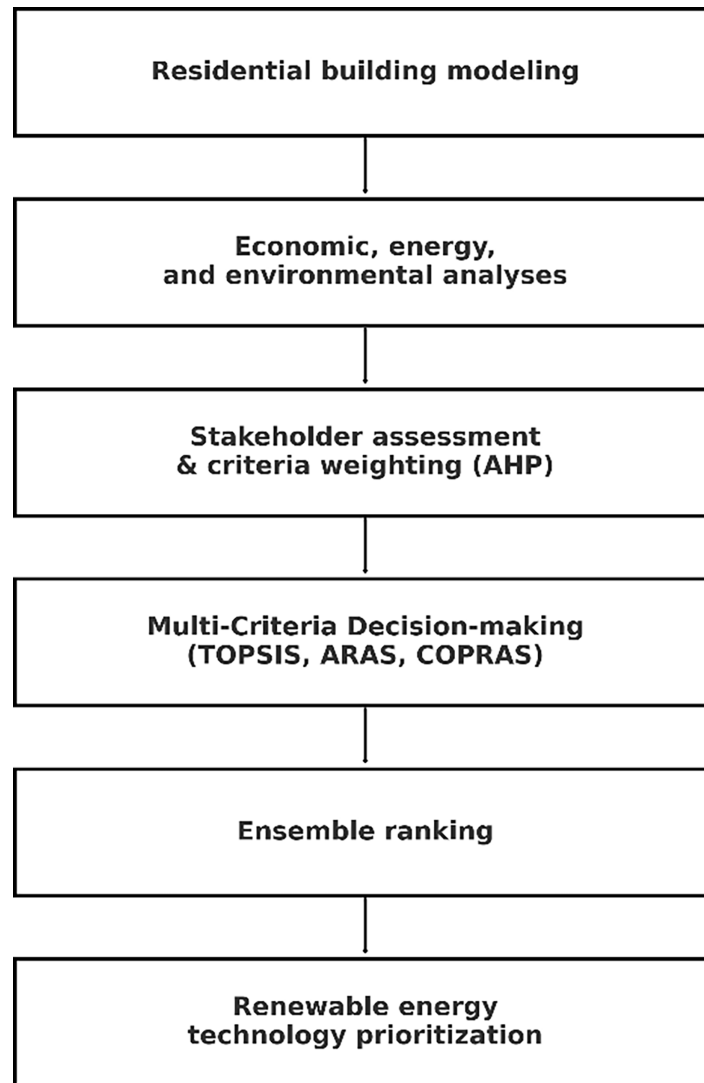 Residential building modeling
Economic, energy,
and environmental analyses
Stakeholder assessment
& criteria weighting (AHP)
Multi-Criteria Decision-making
(TOPSIS, ARAS, COPRAS)
Ensemble ranking
Renewable energy
technology prioritization